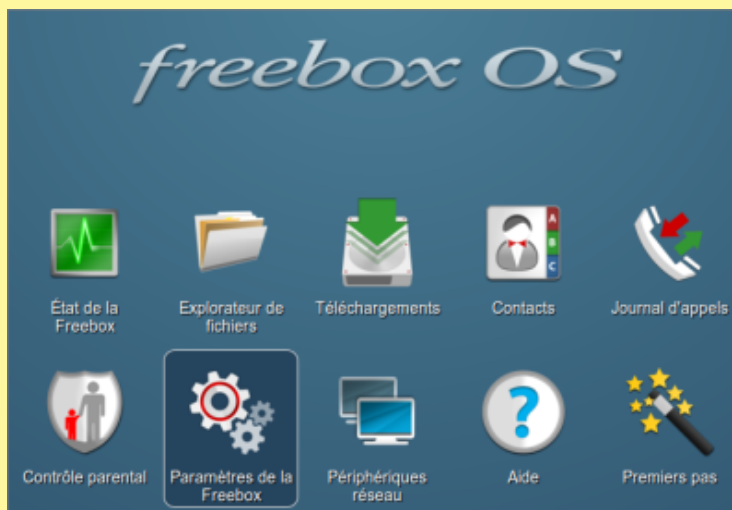 freebox OS
État de la
Freebox
Explorateur de
fichiers
Téléchargements
A
B
C
Contacts
Journal d'appels
Contrôle parental
Paramètres de la
Freebox
Périphériques
réseau
?
Aide
Premiers pas